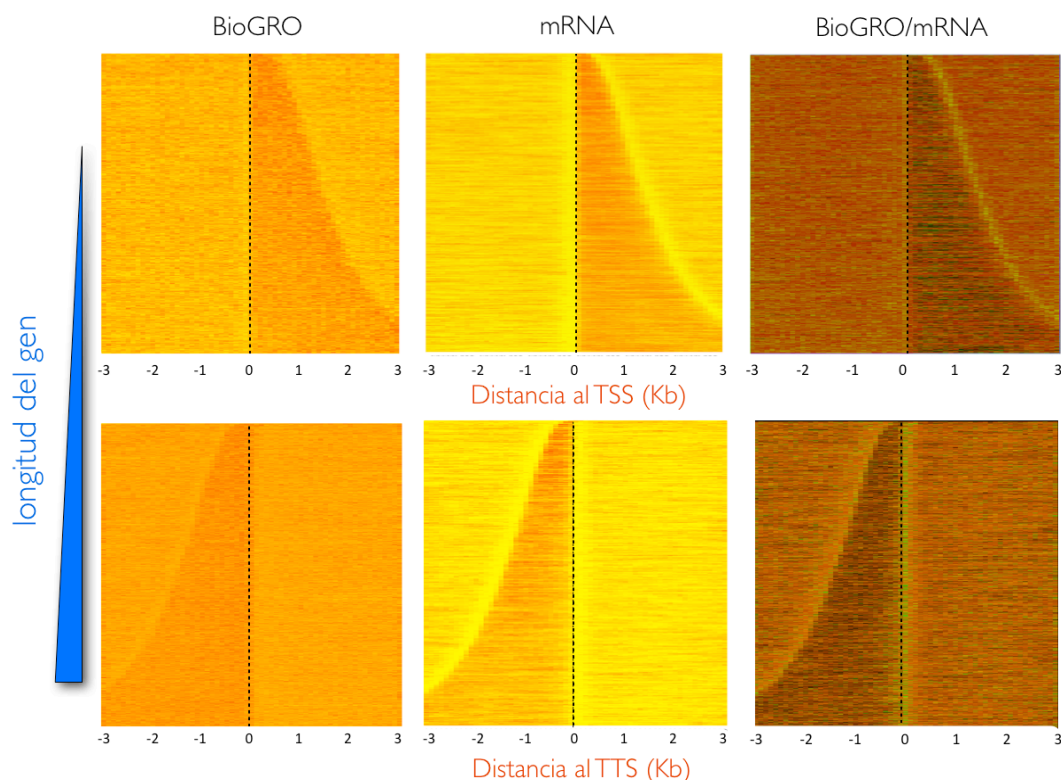 BioGRO mRNA BioGRO/mRNA
longitud del gen
-3 -2 -1 0 1 2 3 -3 -2 -1 0 1 2 3 -3 -2 -1 0 1 2 3
Distancia al TSS (Kb)
-3 -2 -1 0 1 2 3 -3 -2 -1 0 1 2 3 -3 -2 -1 0 1 2 3
Distancia al TTS (Kb)